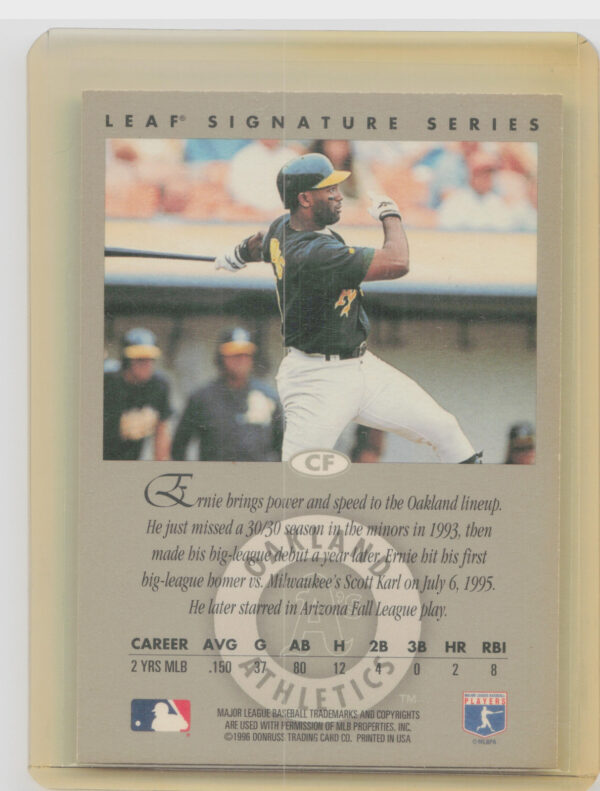 LEAF® SIGNATURE SERIES
CF
Ernie brings power and speed to the Oakland lineup.
He just missed a 30/30 season in the minors in 1993, then
made his big-league debut a year later. Ernie hit his first
big-league homer vs. Milwaukee's Scott Karl on July 6, 1995.
He later starred in Arizona Fall League play.
OAKLAND
A's
ATHLETICS
TM
CAREER AVG G AB H 2B 3B HR RBI
2 YRS MLB .150 37 80 12 4 0 2 8
MAJOR LEAGUE BASEBALL TRADEMARKS AND COPYRIGHTS
ARE USED WITH PERMISSION OF MLB PROPERTIES, INC.
©1996 DONRUSS TRADING CARD CO. PRINTED IN USA
MAJOR LEAGUE BASEBALL
PLAYERS
©MLBPA